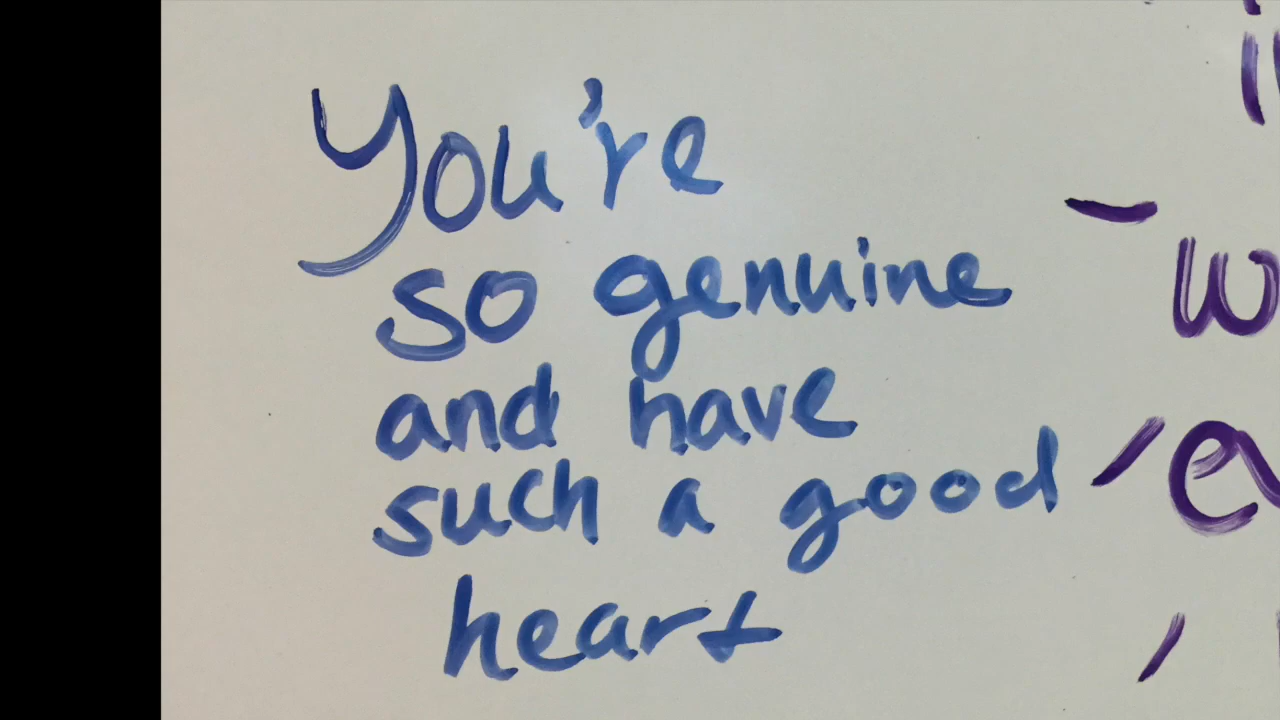 You're
so genuine
and have
such a good
heart